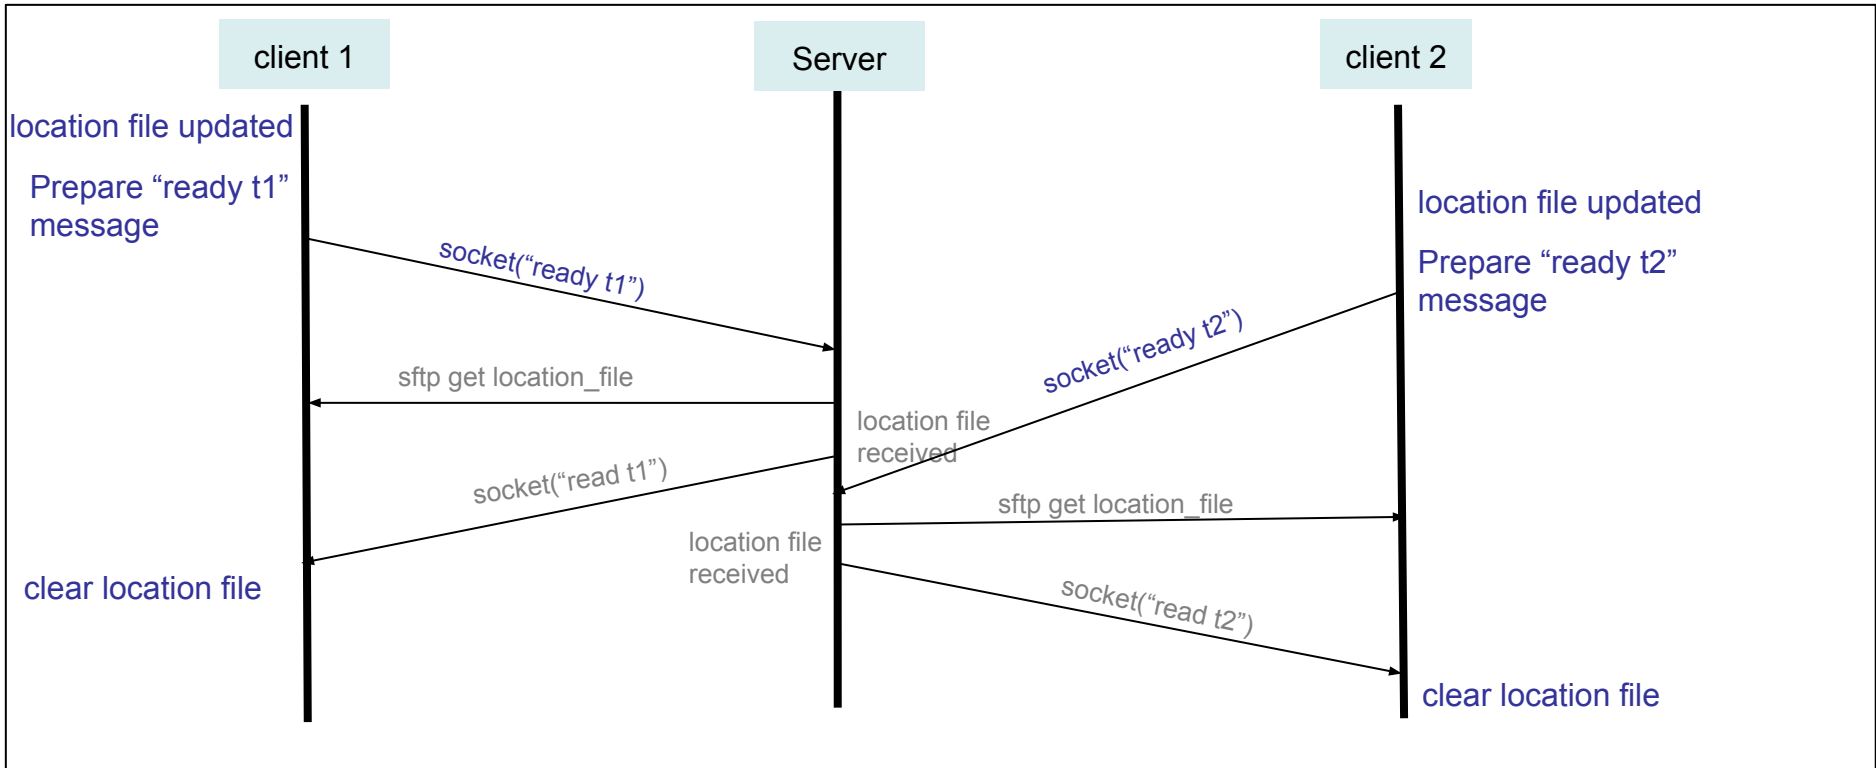 client 1
Server
client 2
location file updated
Prepare “ready t1”
message
location file updated
Prepare “ready t2”
message
socket(“ready t1”)
socket(“ready t2”)
sftp get location_file
location file
received
socket(“read t1”)
sftp get location_file
location file
received
socket(“read t2”)
clear location file
clear location file